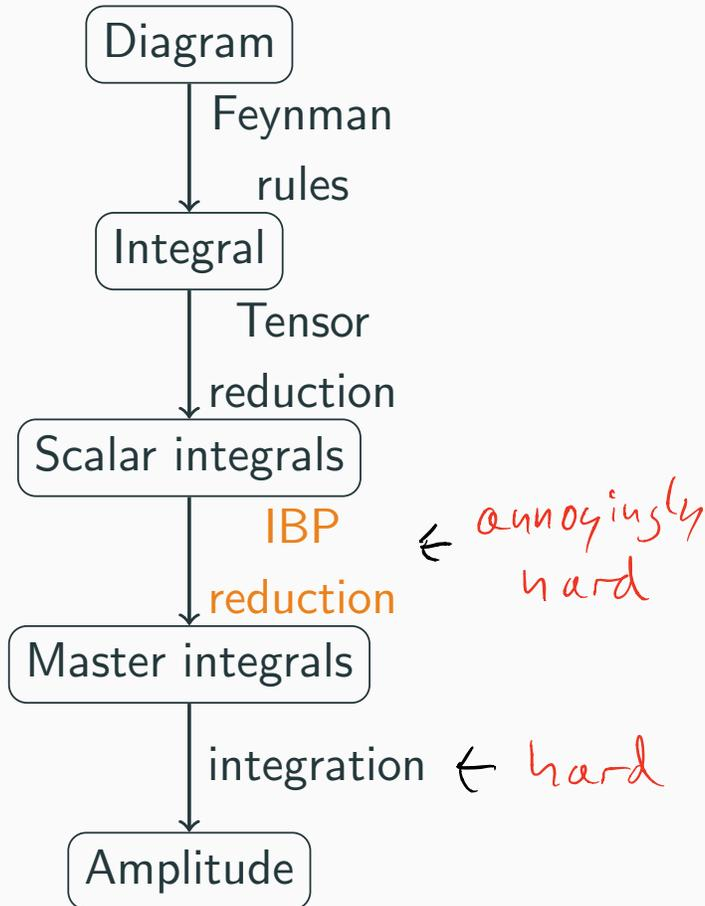 Diagram
Feynman
rules
Integral
Tensor
reduction
Scalar integrals
IBP
reduction
← annoyingly
hard
Master integrals
integration ← hard
Amplitude